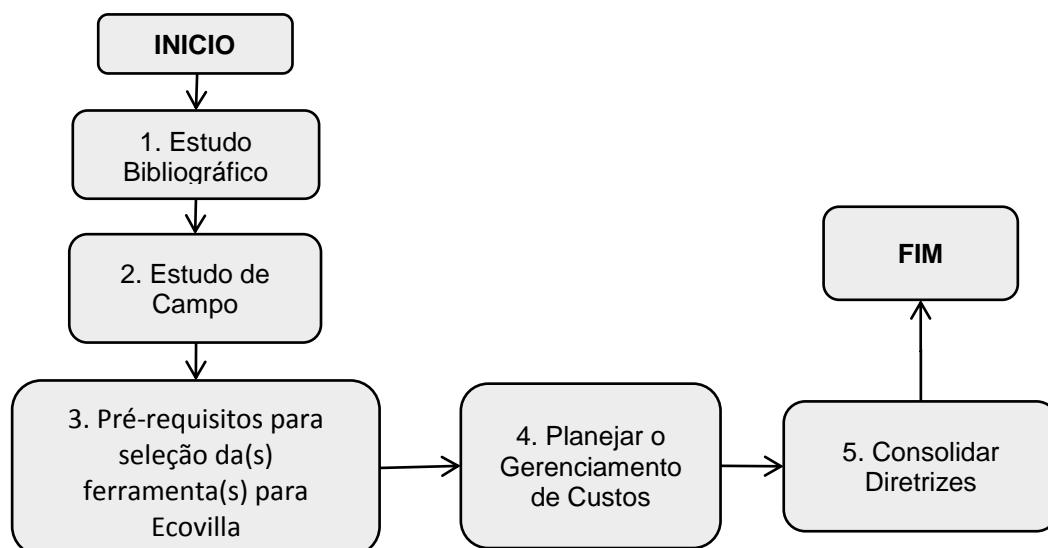 INICIO
1. Estudo
Bibliográfico
2. Estudo de
Campo
3. Pré-requisitos para
seleção da(s)
ferramenta(s) para
Ecovilla
4. Planejar o
Gerenciamento
de Custos
5. Consolidar
Diretrizes
FIM